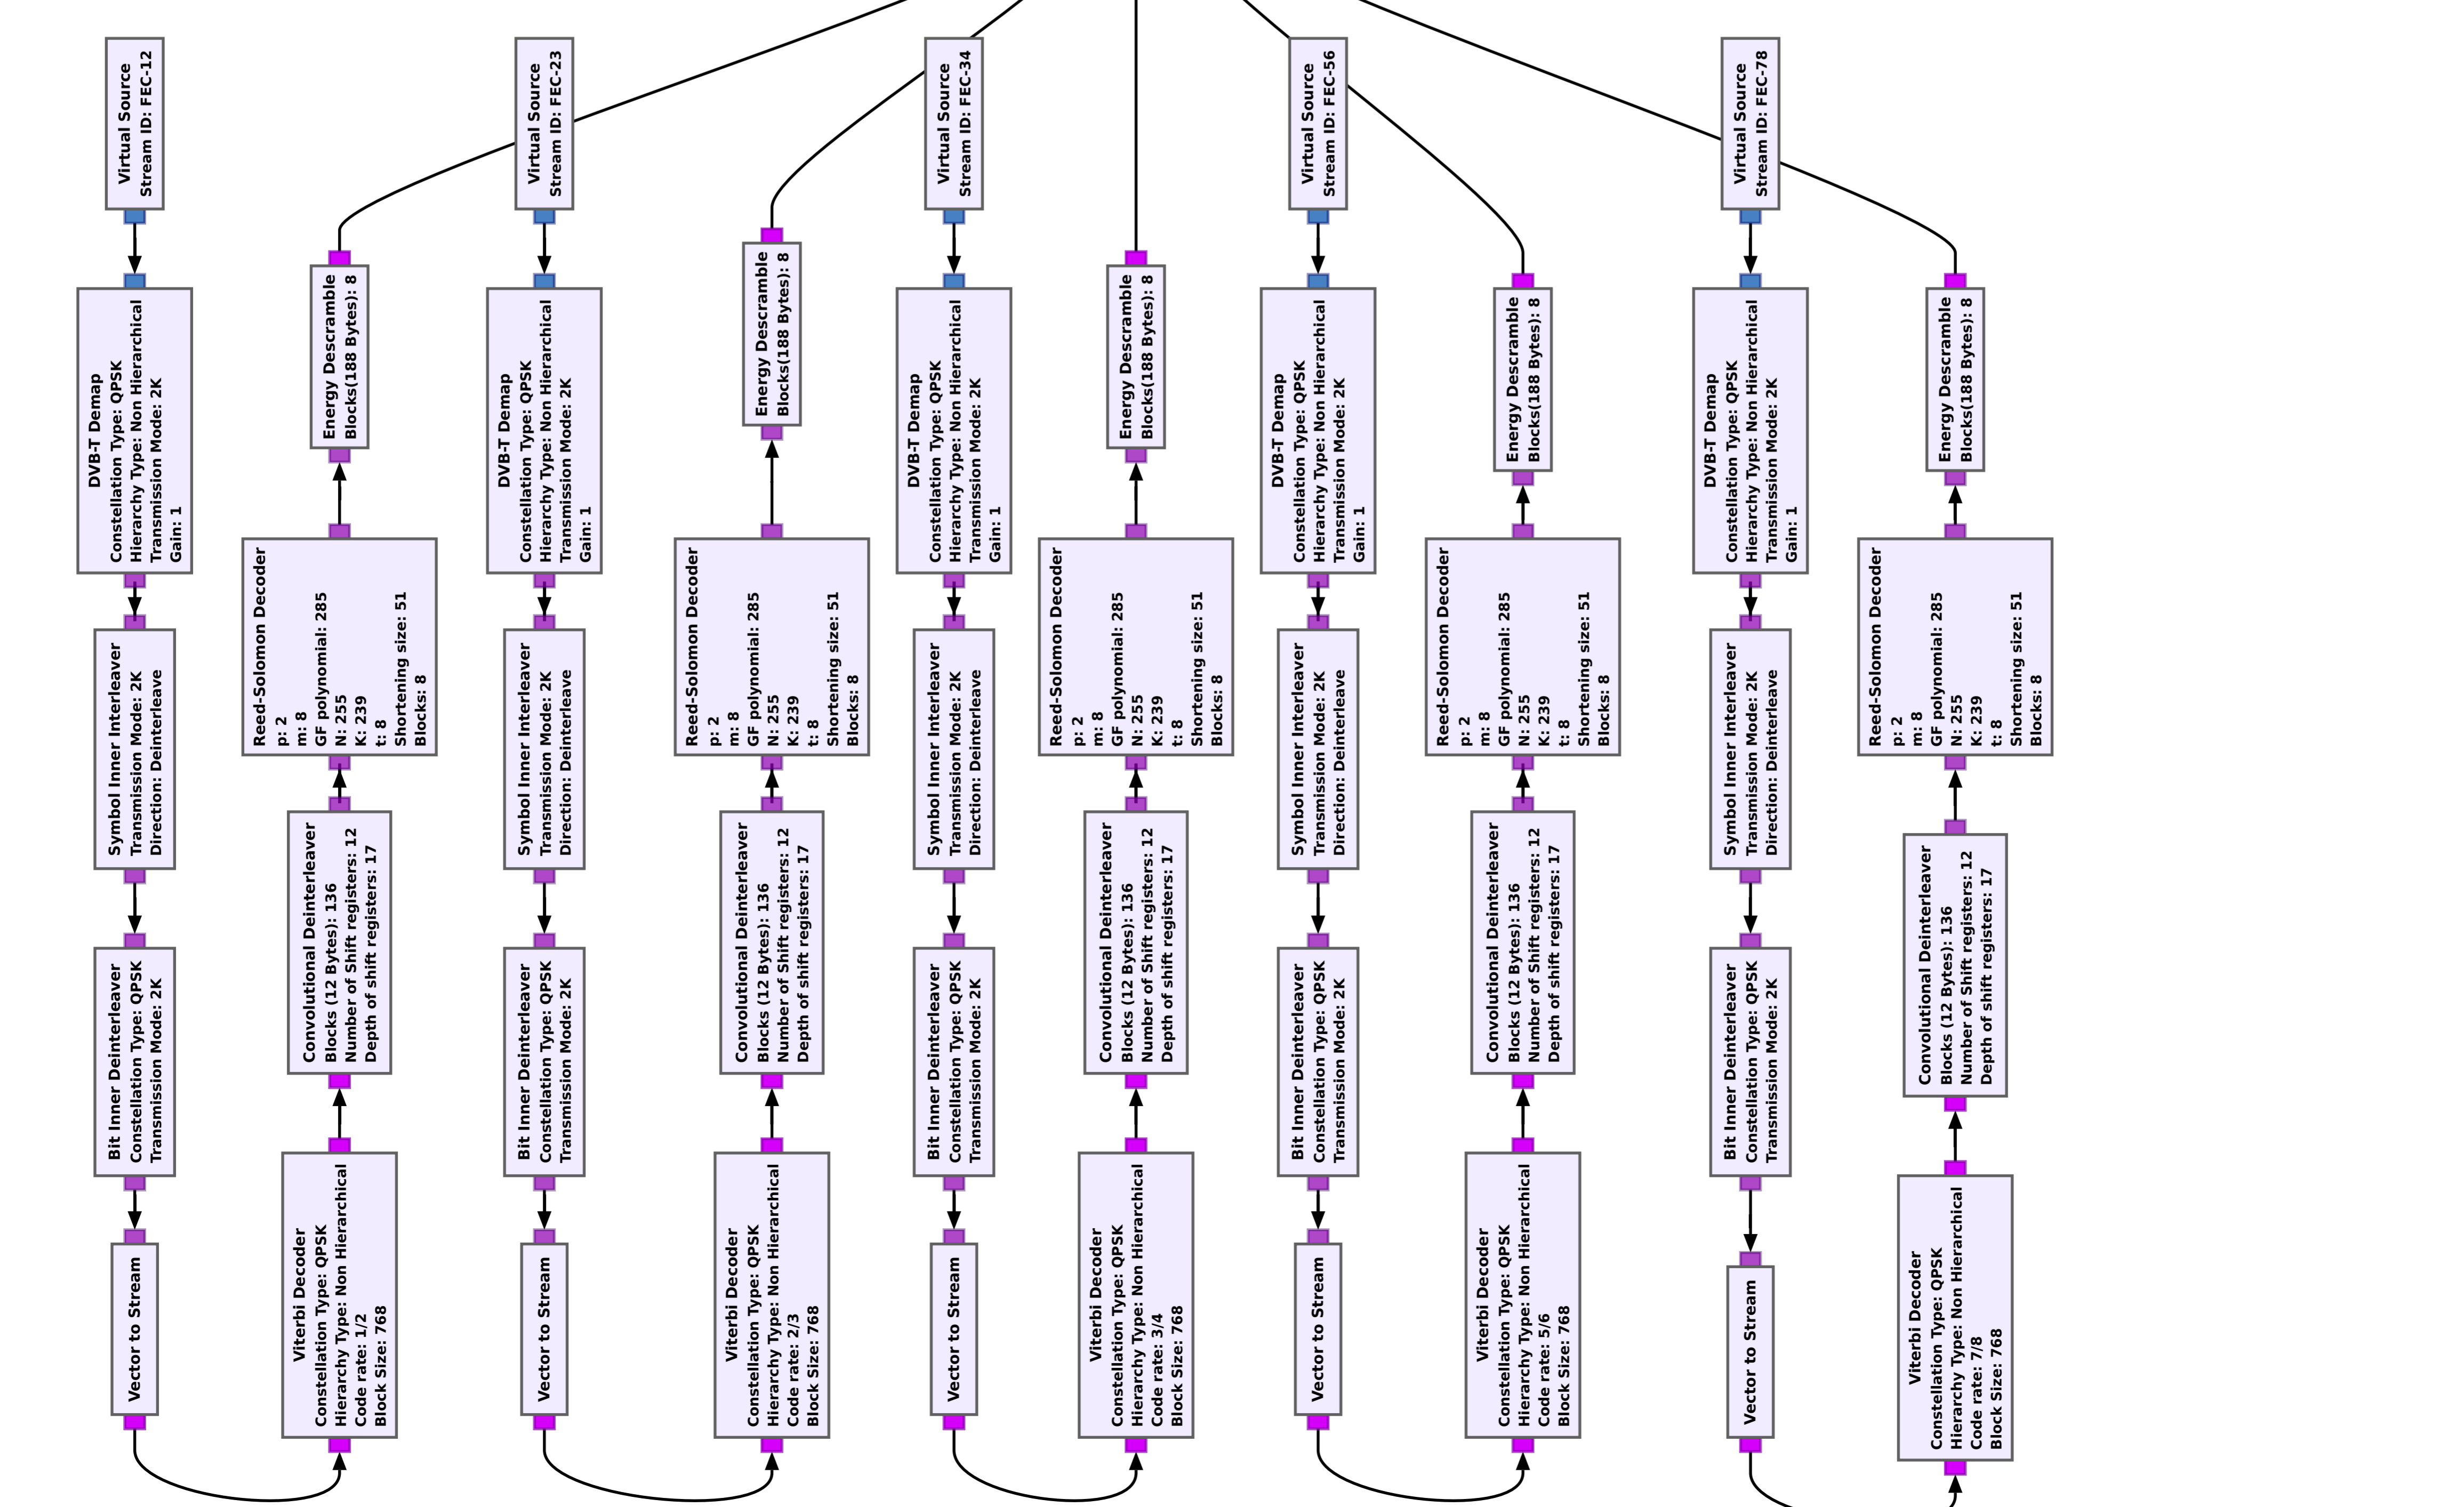 Virtual Source
Stream ID: FEC-12
DVB-T Demap
Constellation Type: QPSK
Hierarchy Type: Non Hierarchical
Transmission Mode: 2K
Gain: 1
Symbol Inner Interleaver
Transmission Mode: 2K
Direction: Deinterleave
Bit Inner Deinterleaver
Constellation Type: QPSK
Transmission Mode: 2K
Vector to Stream
Viterbi Decoder
Constellation Type: QPSK
Hierarchy Type: Non Hierarchical
Code rate: 1/2
Block Size: 768
Convolutional Deinterleaver
Blocks (12 Bytes): 136
Number of Shift registers: 12
Depth of shift registers: 17
Reed-Solomon Decoder
p: 2
m: 8
GF polynomial: 285
N: 255
K: 239
t: 8
Shortening size: 51
Blocks: 8
Energy Descramble
Blocks(188 Bytes): 8
Virtual Source
Stream ID: FEC-23
DVB-T Demap
Constellation Type: QPSK
Hierarchy Type: Non Hierarchical
Transmission Mode: 2K
Gain: 1
Symbol Inner Interleaver
Transmission Mode: 2K
Direction: Deinterleave
Bit Inner Deinterleaver
Constellation Type: QPSK
Transmission Mode: 2K
Vector to Stream
Viterbi Decoder
Constellation Type: QPSK
Hierarchy Type: Non Hierarchical
Code rate: 2/3
Block Size: 768
Convolutional Deinterleaver
Blocks (12 Bytes): 136
Number of Shift registers: 12
Depth of shift registers: 17
Reed-Solomon Decoder
p: 2
m: 8
GF polynomial: 285
N: 255
K: 239
t: 8
Shortening size: 51
Blocks: 8
Energy Descramble
Blocks(188 Bytes): 8
Virtual Source
Stream ID: FEC-34
DVB-T Demap
Constellation Type: QPSK
Hierarchy Type: Non Hierarchical
Transmission Mode: 2K
Gain: 1
Symbol Inner Interleaver
Transmission Mode: 2K
Direction: Deinterleave
Bit Inner Deinterleaver
Constellation Type: QPSK
Transmission Mode: 2K
Vector to Stream
Viterbi Decoder
Constellation Type: QPSK
Hierarchy Type: Non Hierarchical
Code rate: 3/4
Block Size: 768
Convolutional Deinterleaver
Blocks (12 Bytes): 136
Number of Shift registers: 12
Depth of shift registers: 17
Reed-Solomon Decoder
p: 2
m: 8
GF polynomial: 285
N: 255
K: 239
t: 8
Shortening size: 51
Blocks: 8
Energy Descramble
Blocks(188 Bytes): 8
Virtual Source
Stream ID: FEC-56
DVB-T Demap
Constellation Type: QPSK
Hierarchy Type: Non Hierarchical
Transmission Mode: 2K
Gain: 1
Symbol Inner Interleaver
Transmission Mode: 2K
Direction: Deinterleave
Bit Inner Deinterleaver
Constellation Type: QPSK
Transmission Mode: 2K
Vector to Stream
Viterbi Decoder
Constellation Type: QPSK
Hierarchy Type: Non Hierarchical
Code rate: 5/6
Block Size: 768
Convolutional Deinterleaver
Blocks (12 Bytes): 136
Number of Shift registers: 12
Depth of shift registers: 17
Reed-Solomon Decoder
p: 2
m: 8
GF polynomial: 285
N: 255
K: 239
t: 8
Shortening size: 51
Blocks: 8
Energy Descramble
Blocks(188 Bytes): 8
Virtual Source
Stream ID: FEC-78
DVB-T Demap
Constellation Type: QPSK
Hierarchy Type: Non Hierarchical
Transmission Mode: 2K
Gain: 1
Symbol Inner Interleaver
Transmission Mode: 2K
Direction: Deinterleave
Bit Inner Deinterleaver
Constellation Type: QPSK
Transmission Mode: 2K
Vector to Stream
Viterbi Decoder
Constellation Type: QPSK
Hierarchy Type: Non Hierarchical
Code rate: 7/8
Block Size: 768
Convolutional Deinterleaver
Blocks (12 Bytes): 136
Number of Shift registers: 12
Depth of shift registers: 17
Reed-Solomon Decoder
p: 2
m: 8
GF polynomial: 285
N: 255
K: 239
t: 8
Shortening size: 51
Blocks: 8
Energy Descramble
Blocks(188 Bytes): 8